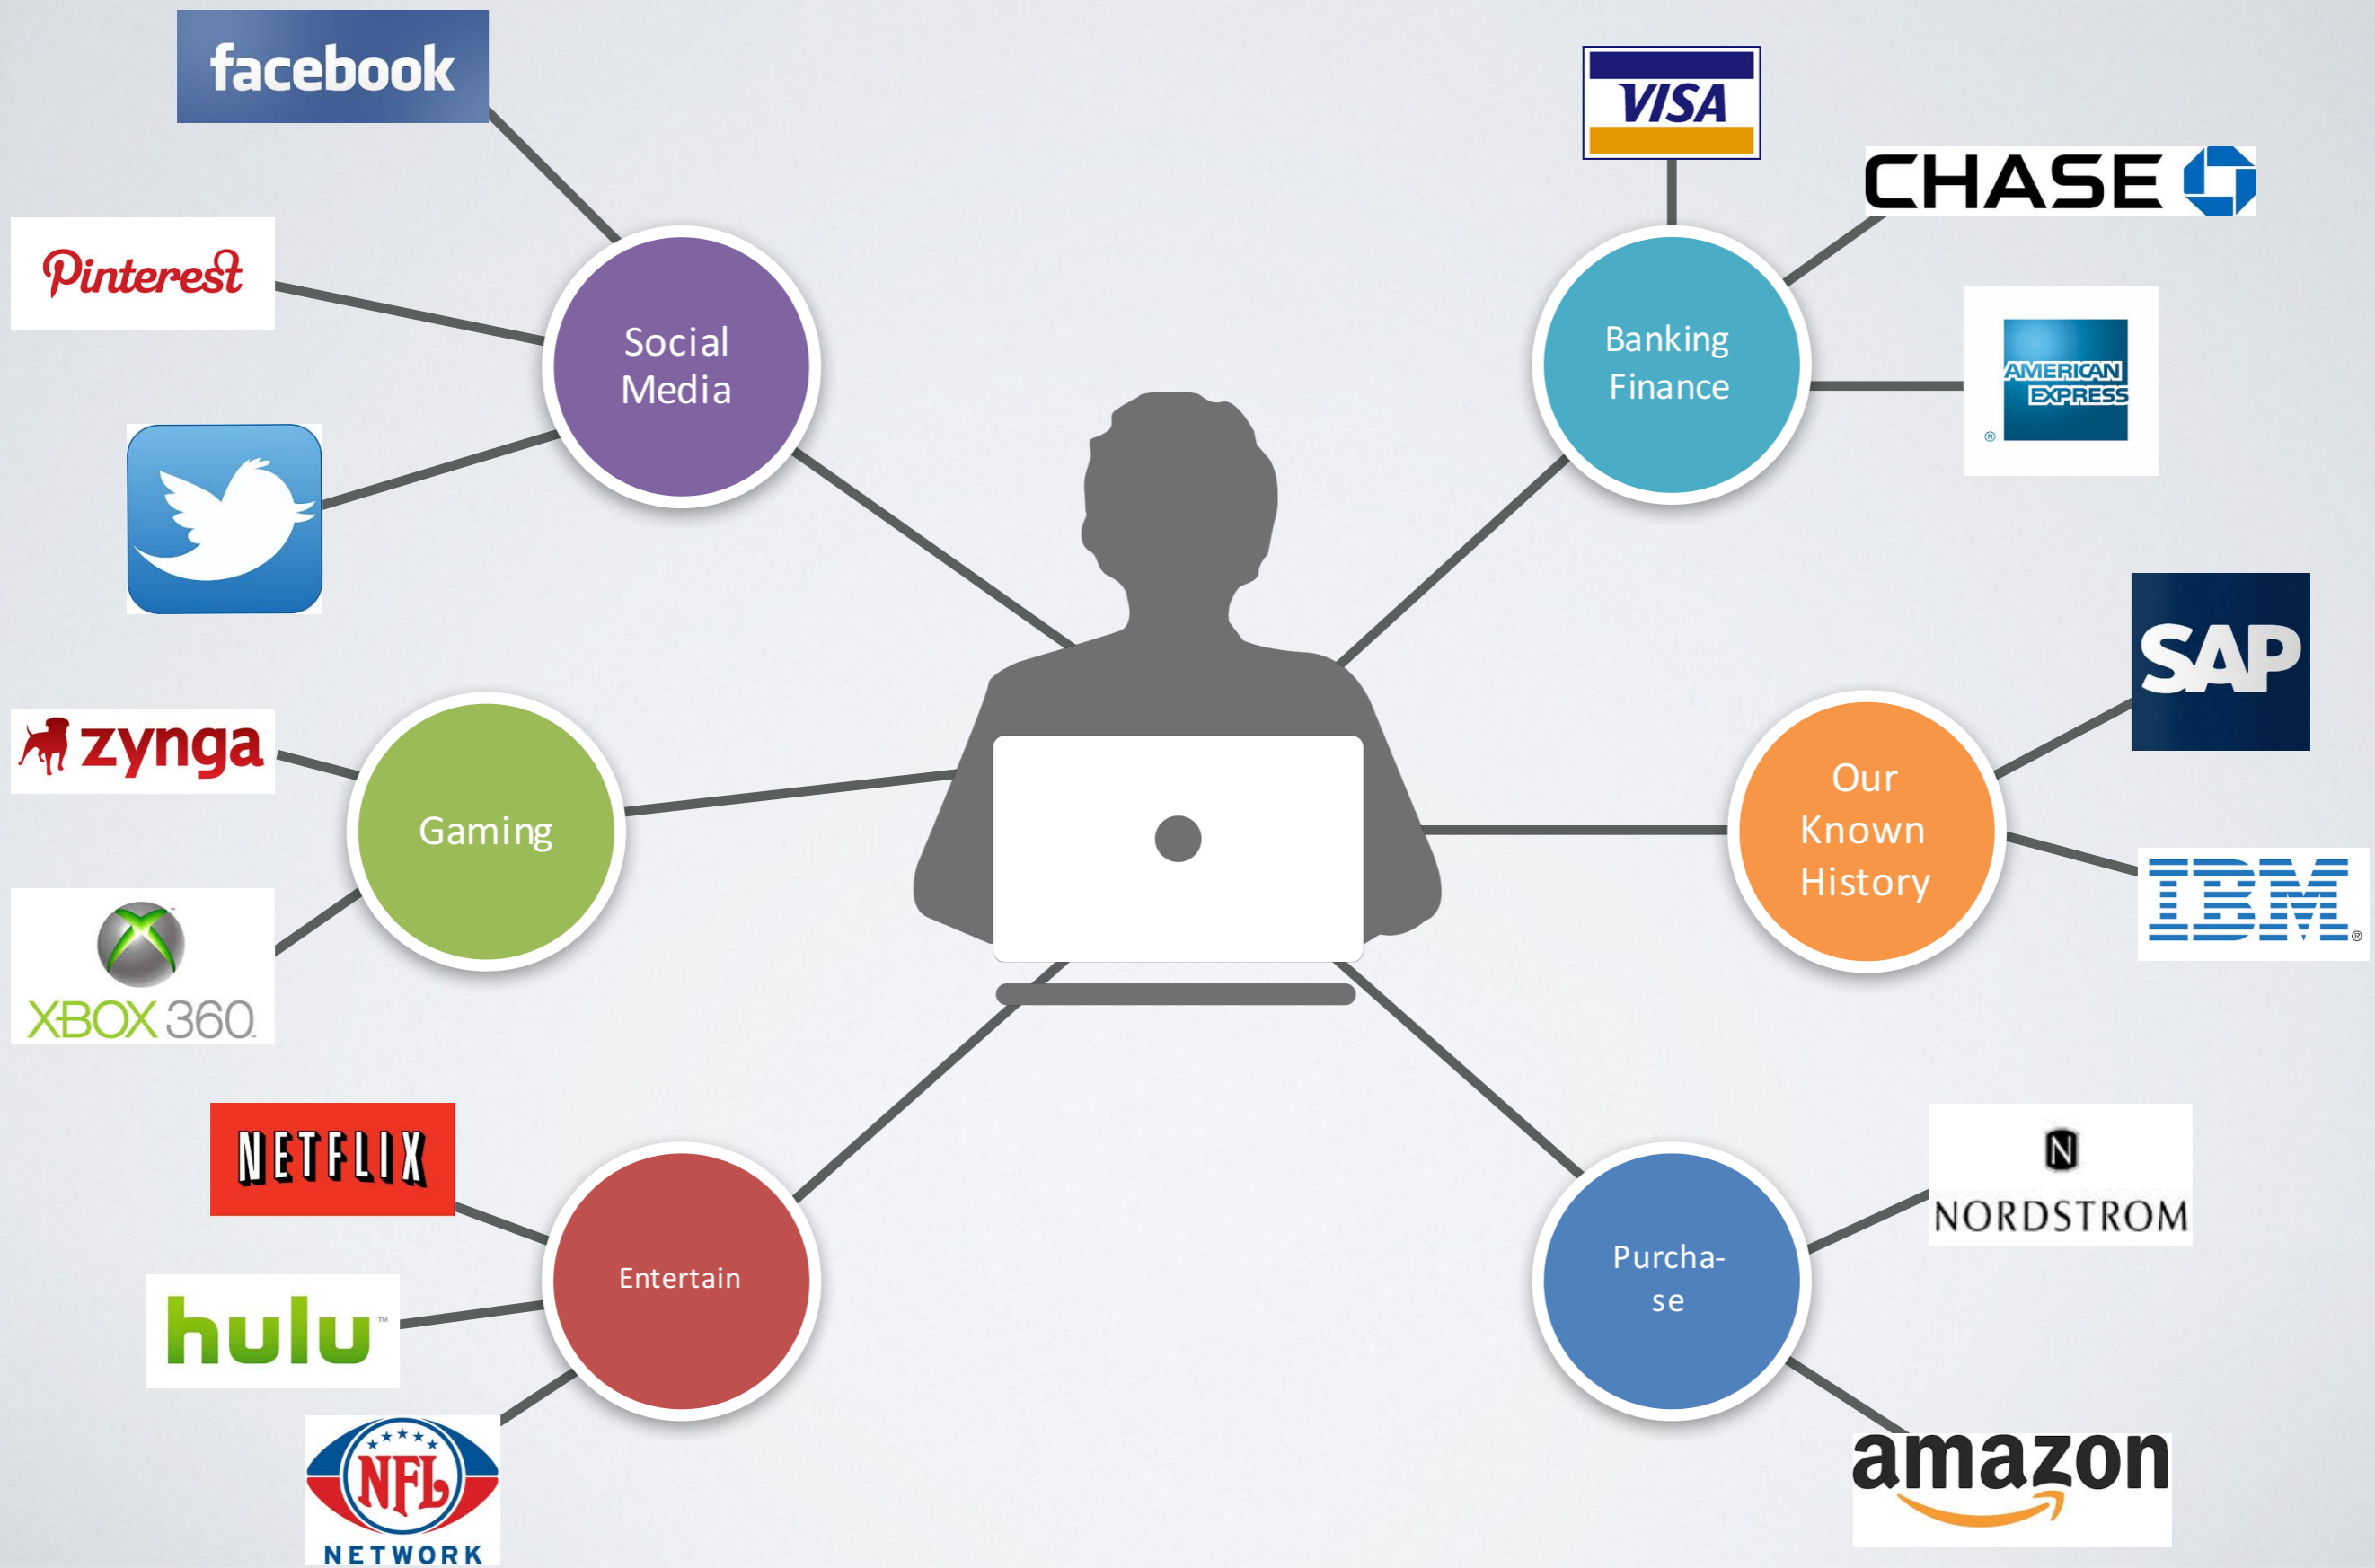 facebook
Pinterest
Social
Media
zynga
Gaming
XBOX 360
NETFLIX
hulu™
Entertain
NFL
NETWORK
VISA
CHASE
Banking
Finance
AMERICAN
EXPRESS
®
SAP
Our
Known
History
IBM®
N
NORDSTROM
Purcha-
se
amazon